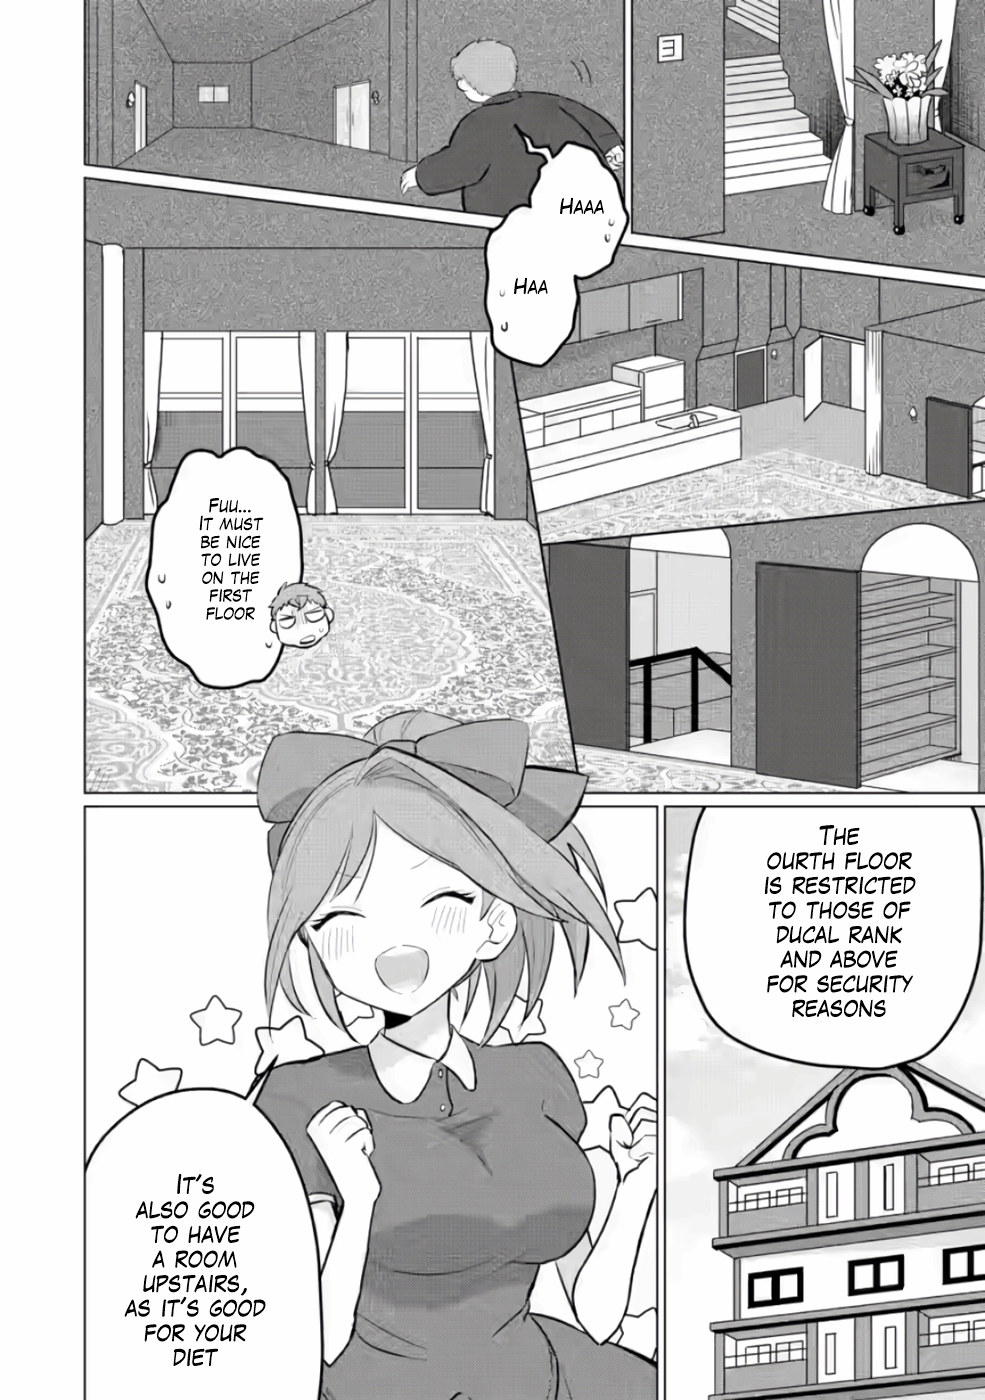 3
HAAA
HAA
FUU...
IT MUST
BE NICE
TO LIVE
ON THE
FIRST
FLOOR
THE
OURTH FLOOR
IS RESTRICTED
TO THOSE OF
DUCAL RANK
AND ABOVE
FOR SECURITY
REASONS
IT'S
ALSO GOOD
TO HAVE
A ROOM
UPSTAIRS,
AS IT'S GOOD
FOR YOUR
DIET